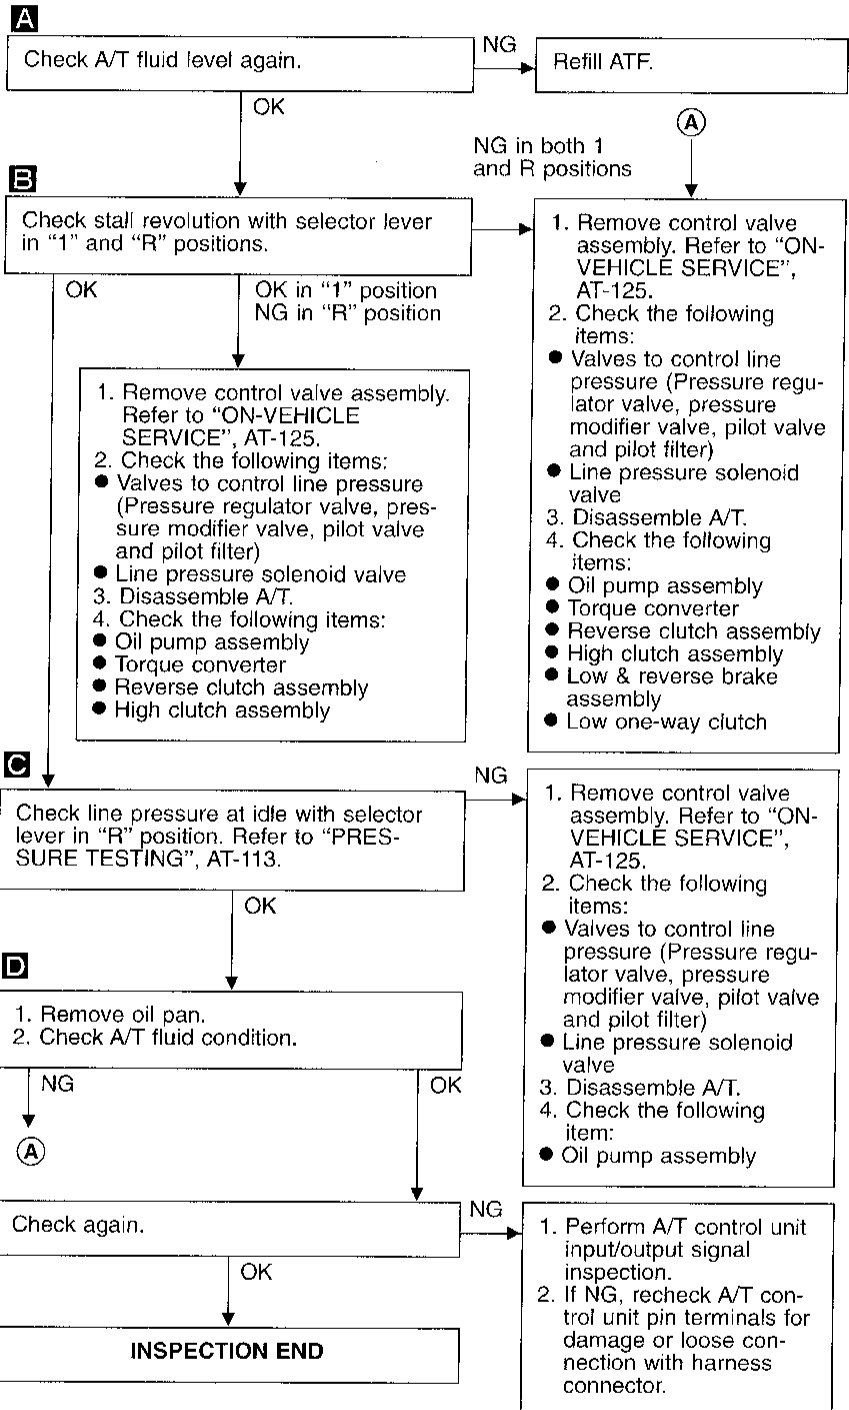 A
Check A/T fluid level again.
NG
Refill ATF.
OK
A
NG in both 1
and R positions
B
Check stall revolution with selector lever
in “1” and “R” positions.
OK
OK in “1” position
NG in “R” position
1. Remove control valve
assembly. Refer to “ON-
VEHICLE SERVICE”,
AT-125.
2. Check the following
items:
● Valves to control line
pressure (Pressure regu-
lator valve, pressure
modifier valve, pilot valve
and pilot filter)
● Line pressure solenoid
valve
3. Disassemble A/T.
4. Check the following
items:
● Oil pump assembly
● Torque converter
● Reverse clutch assembly
● High clutch assembly
● Low & reverse brake
assembly
● Low one-way clutch
1. Remove control valve assembly.
Refer to “ON-VEHICLE
SERVICE”, AT-125.
2. Check the following items:
● Valves to control line pressure
(Pressure regulator valve, pres-
sure modifier valve, pilot valve
and pilot filter)
● Line pressure solenoid valve
3. Disassemble A/T.
4. Check the following items:
● Oil pump assembly
● Torque converter
● Reverse clutch assembly
● High clutch assembly
C
Check line pressure at idle with selector
lever in “R” position. Refer to “PRES-
SURE TESTING”, AT-113.
NG
OK
1. Remove control valve
assembly. Refer to “ON-
VEHICLE SERVICE”,
AT-125.
2. Check the following
items:
● Valves to control line
pressure (Pressure regu-
lator valve, pressure
modifier valve, pilot valve
and pilot filter)
● Line pressure solenoid
valve
3. Disassemble A/T.
4. Check the following
item:
● Oil pump assembly
D
1. Remove oil pan.
2. Check A/T fluid condition.
NG
OK
A
Check again.
NG
OK
1. Perform A/T control unit
input/output signal
inspection.
2. If NG, recheck A/T con-
trol unit pin terminals for
damage or loose con-
nection with harness
connector.
INSPECTION END